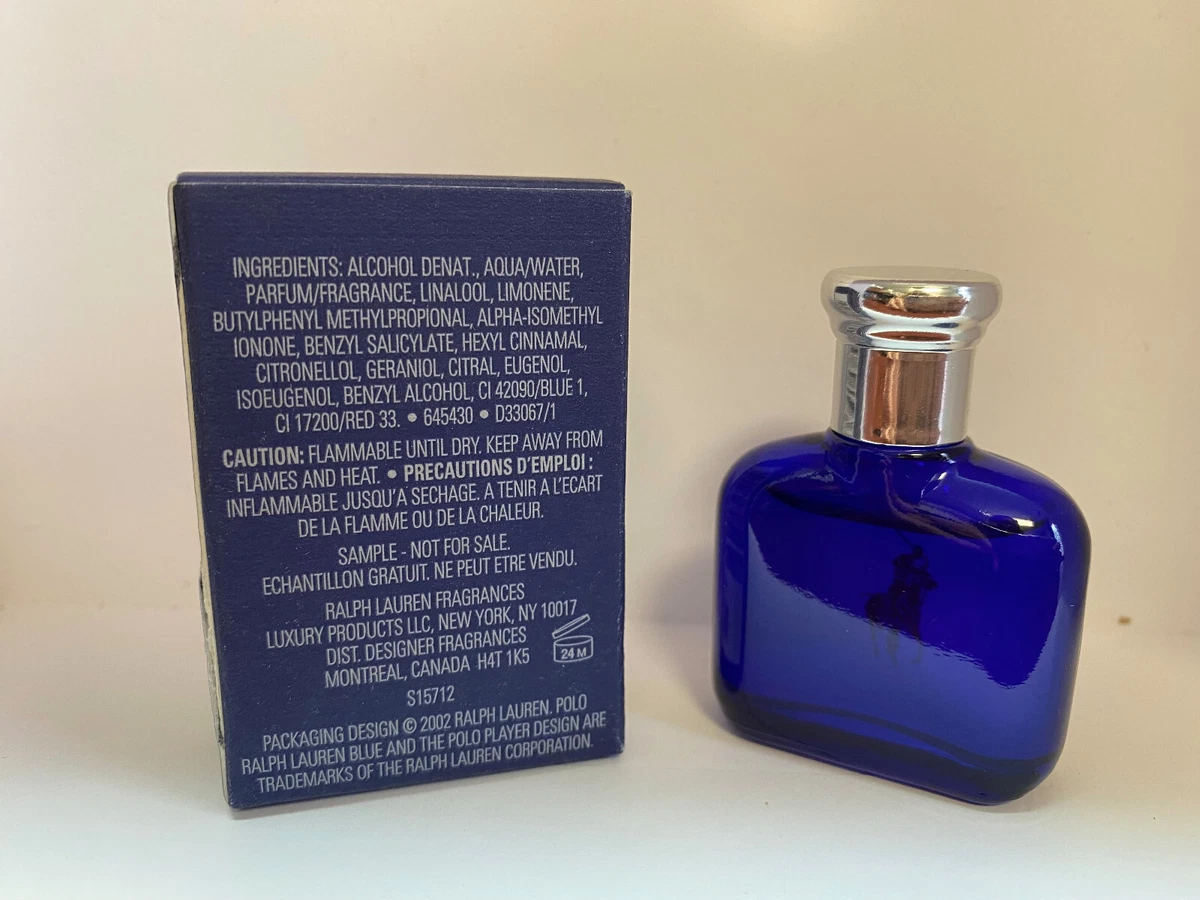 INGREDIENTS: ALCOHOL DENAT., AQUA/WATER,
PARFUM/FRAGRANCE, LINALOOL, LIMONENE,
BUTYLPHENYL METHYLPROPIONAL, ALPHA-ISOMETHYL
IONONE, BENZYL SALICYLATE, HEXYL CINNAMAL,
CITRONELLOL, GERANIOL, CITRAL, EUGENOL,
ISOEUGENOL, BENZYL ALCOHOL, CI 42090/BLUE 1,
CI 17200/RED 33. • 645430 • D33067/1
CAUTION: FLAMMABLE UNTIL DRY. KEEP AWAY FROM
FLAMES AND HEAT. • PRECAUTIONS D'EMPLOI :
INFLAMMABLE JUSQU'A SECHAGE. A TENIR A L'ECART
DE LA FLAMME OU DE LA CHALEUR.
SAMPLE - NOT FOR SALE.
ECHANTILLON GRATUIT. NE PEUT ETRE VENDU.
RALPH LAUREN FRAGRANCES
LUXURY PRODUCTS LLC, NEW YORK, NY 10017
DIST. DESIGNER FRAGRANCES
MONTREAL, CANADA H4T 1K5
24 M
S15712
PACKAGING DESIGN © 2002 RALPH LAUREN. POLO
RALPH LAUREN BLUE AND THE POLO PLAYER DESIGN ARE
TRADEMARKS OF THE RALPH LAUREN CORPORATION.